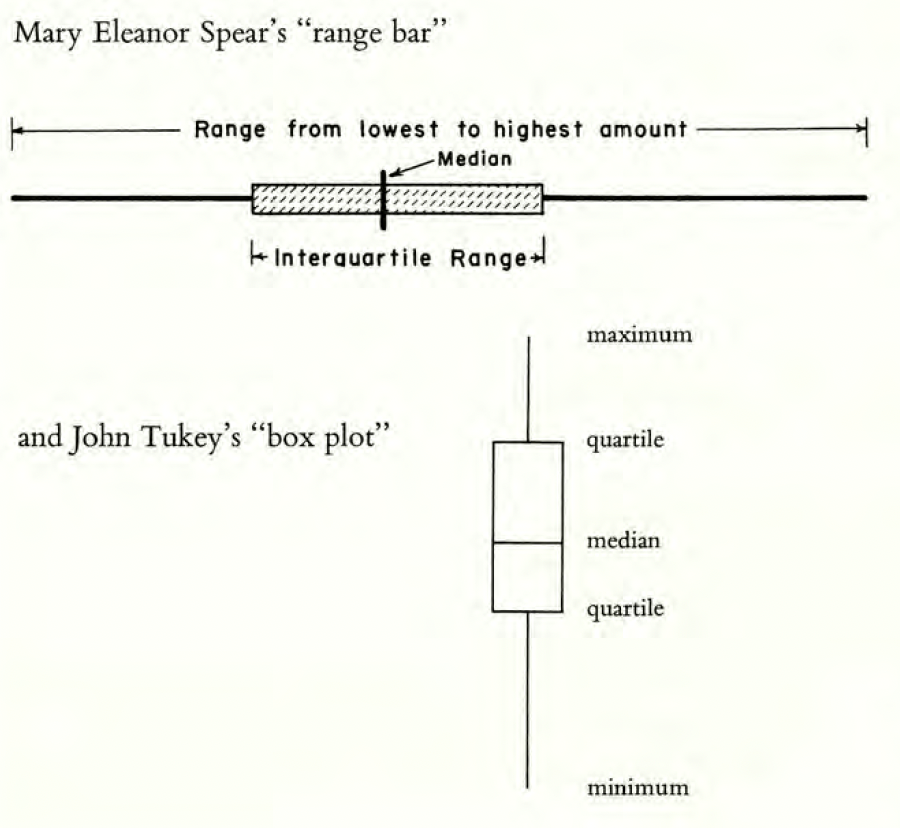 Mary Eleanor Spear’s “range bar”
Range from lowest to highest amount
Median
Interquartile Range
maximum
and John Tukey’s “box plot”
quartile
median
quartile
minimum